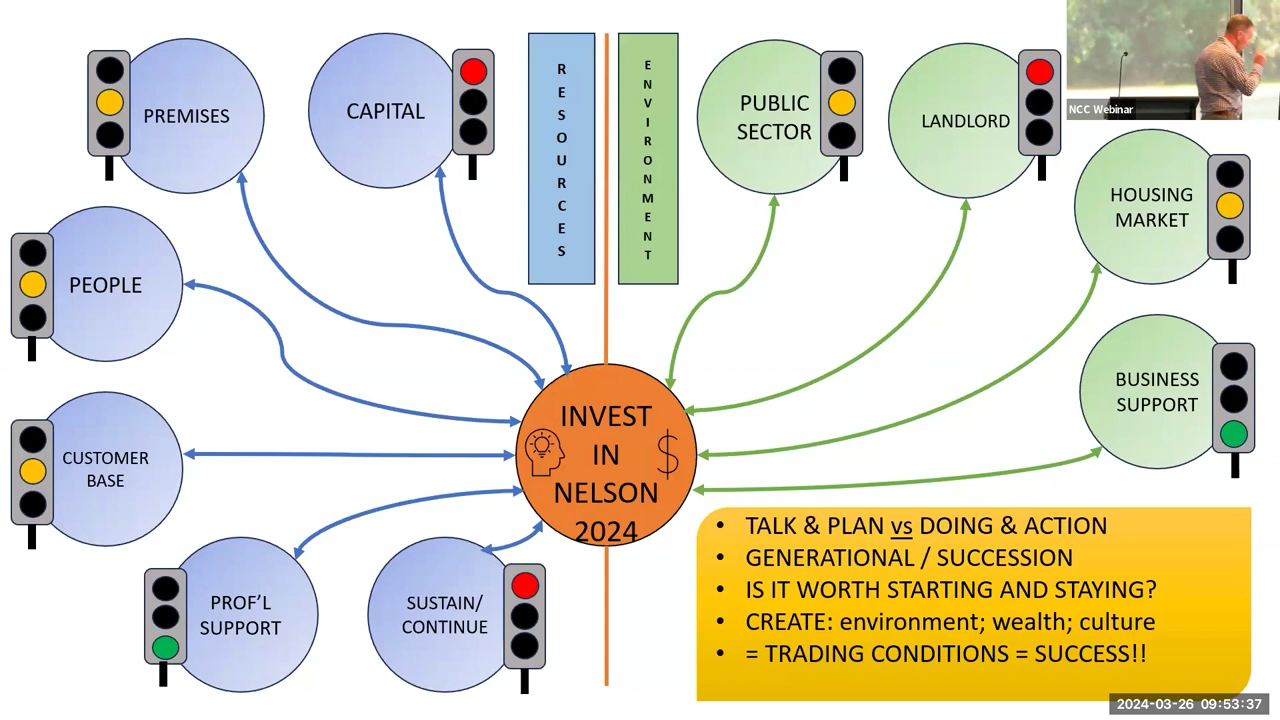 PREMISES
CAPITAL
RESOURCES
ENVIRONMENT
PUBLIC
SECTOR
LANDLORD
NCC Webinar
HOUSING
MARKET
PEOPLE
BUSINESS
SUPPORT
CUSTOMER
BASE
INVEST
IN
NELSON
2024
$
PROF'L
SUPPORT
SUSTAIN/
CONTINUE
• TALK & PLAN vs DOING & ACTION
• GENERATIONAL / SUCCESSION
• IS IT WORTH STARTING AND STAYING?
• CREATE: environment; wealth; culture
• = TRADING CONDITIONS = SUCCESS!!
2024-03-26 09:53:37